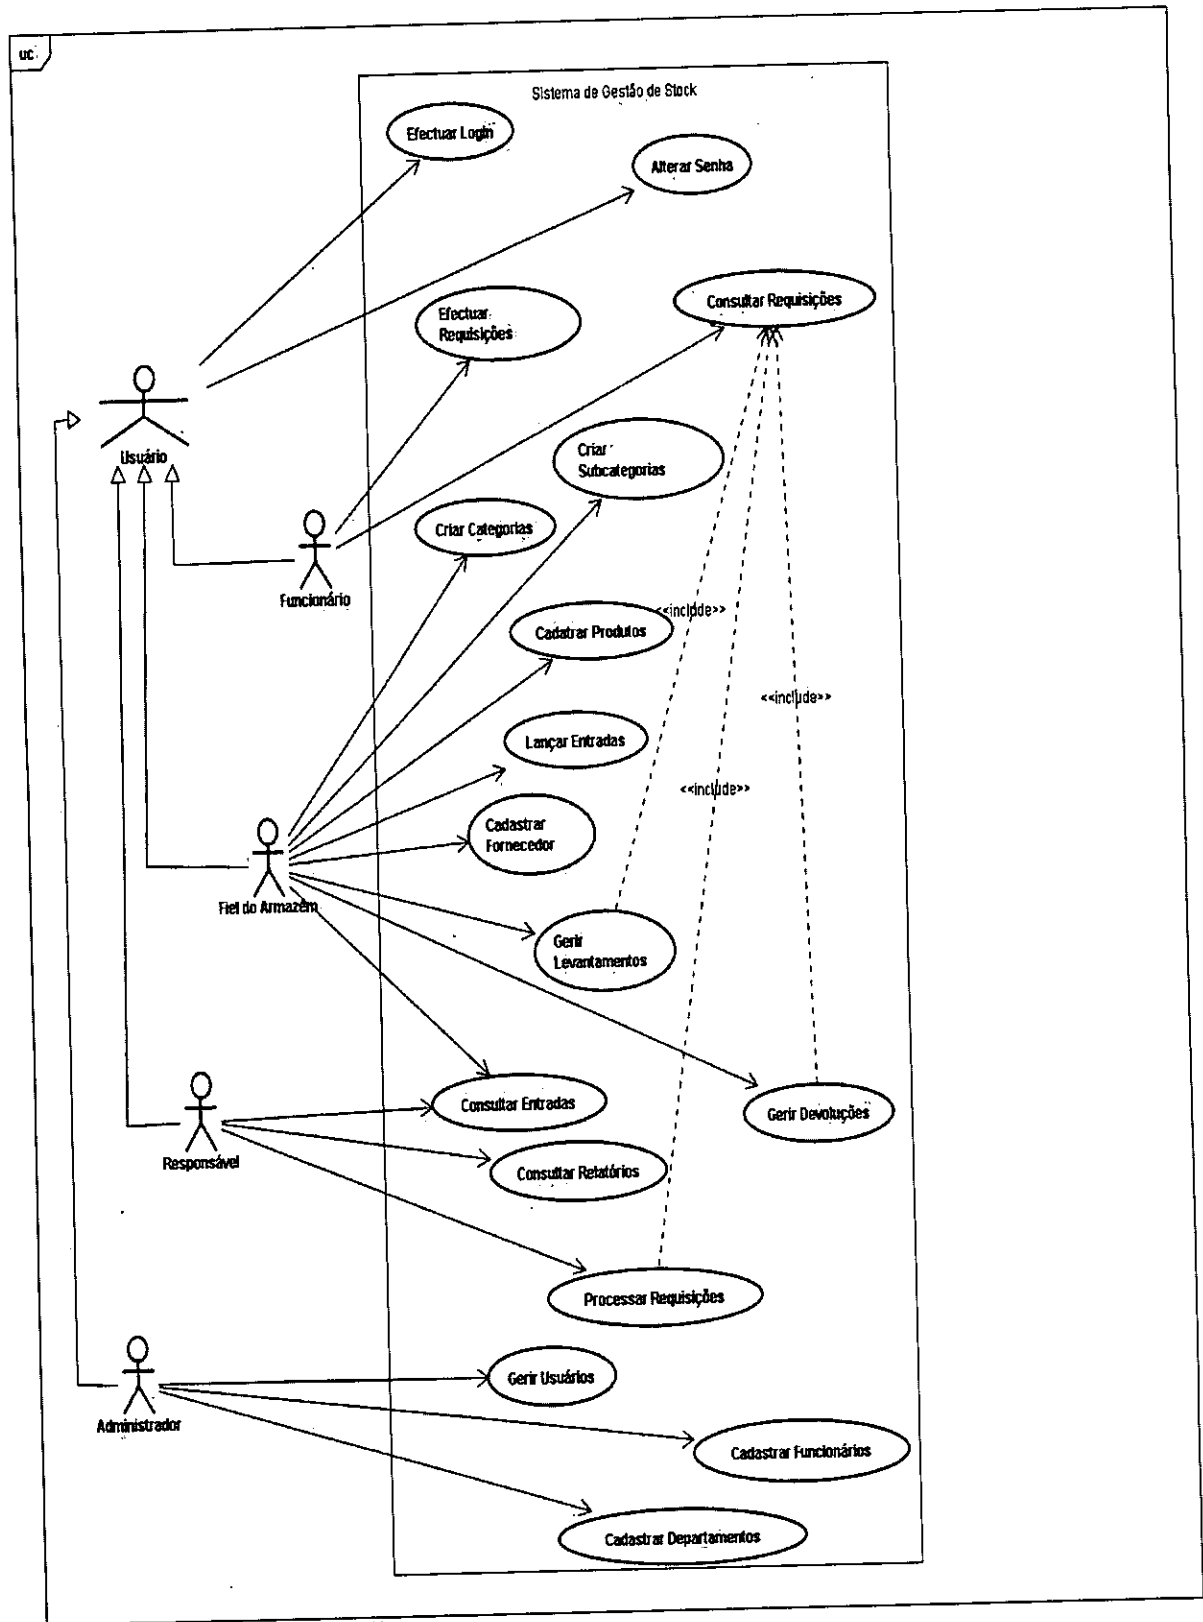 uc
Sistema de Gestão de Stock
Efectuar Login
Alterar Senha
Efectuar
Requisições
Consultar Requisições
Usuário
Criar
Subcategorias
Criar Categorias
Funcionário
<<include>>
Cadatrar Produtos
<<include>>
Lançar Entradas
<<include>>
Cadastrar
Fornecedor
Fiel do Armazém
Gerir
Levantamentos
Consultar Entradas
Gerir Devoluções
Responsável
Consultar Relatórios
Processar Requisições
Gerir Usuários
Administrador
Cadastrar Funcionários
Cadastrar Departamentos